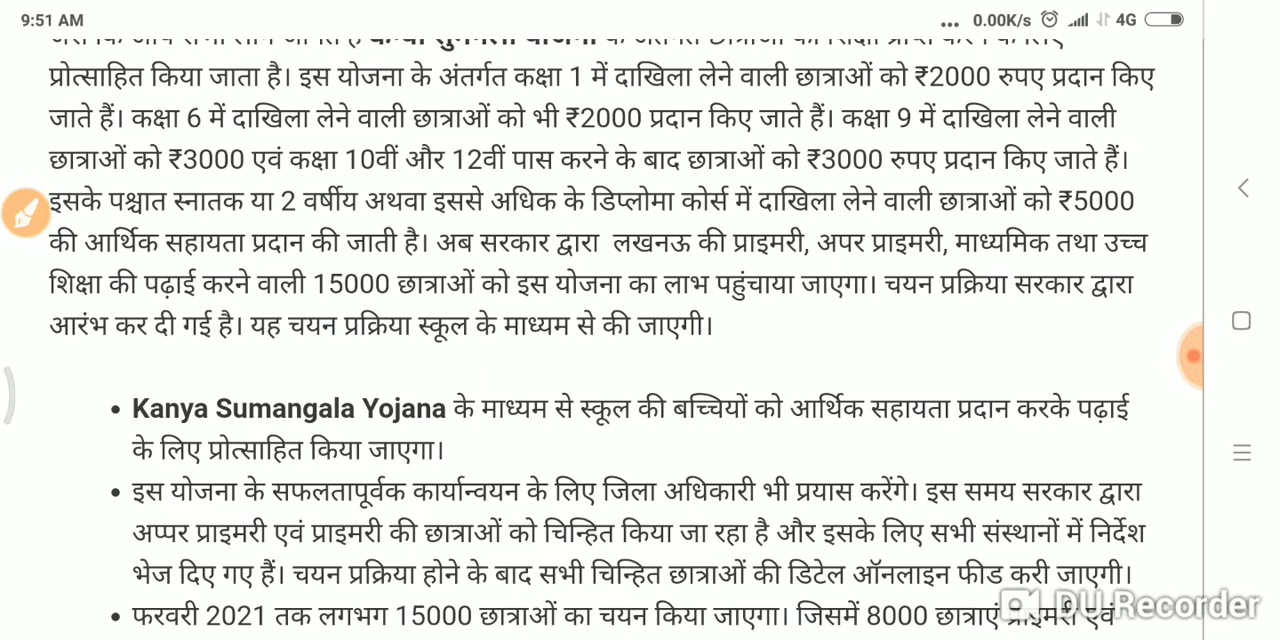 9:51 AM
... 0.00K/s 4G
प्रोत्साहित किया जाता है। इस योजना के अंतर्गत कक्षा 1 में दाखिला लेने वाली छात्राओं को ₹2000 रुपए प्रदान किए
जाते हैं। कक्षा 6 में दाखिला लेने वाली छात्राओं को भी ₹2000 प्रदान किए जाते हैं। कक्षा 9 में दाखिला लेने वाली
छात्राओं को ₹3000 एवं कक्षा 10वीं और 12वीं पास करने के बाद छात्राओं को ₹3000 रुपए प्रदान किए जाते हैं।
इसके पश्चात स्नातक या 2 वर्षीय अथवा इससे अधिक के डिप्लोमा कोर्स में दाखिला लेने वाली छात्राओं को ₹5000
की आर्थिक सहायता प्रदान की जाती है। अब सरकार द्वारा लखनऊ की प्राइमरी, अपर प्राइमरी, माध्यमिक तथा उच्च
शिक्षा की पढ़ाई करने वाली 15000 छात्राओं को इस योजना का लाभ पहुंचाया जाएगा। चयन प्रक्रिया सरकार द्वारा
आरंभ कर दी गई है। यह चयन प्रक्रिया स्कूल के माध्यम से की जाएगी।
• Kanya Sumangala Yojana के माध्यम से स्कूल की बच्चियों को आर्थिक सहायता प्रदान करके पढ़ाई
के लिए प्रोत्साहित किया जाएगा।
• इस योजना के सफलतापूर्वक कार्यान्वयन के लिए जिला अधिकारी भी प्रयास करेंगे। इस समय सरकार द्वारा
अप्पर प्राइमरी एवं प्राइमरी की छात्राओं को चिन्हित किया जा रहा है और इसके लिए सभी संस्थानों में निर्देश
भेज दिए गए हैं। चयन प्रक्रिया होने के बाद सभी चिन्हित छात्राओं की डिटेल ऑनलाइन फीड करी जाएगी।
• फरवरी 2021 तक लगभग 15000 छात्राओं का चयन किया जाएगा। जिसमें 8000 छात्राएं प्राइमरी एवं
DU Recorder